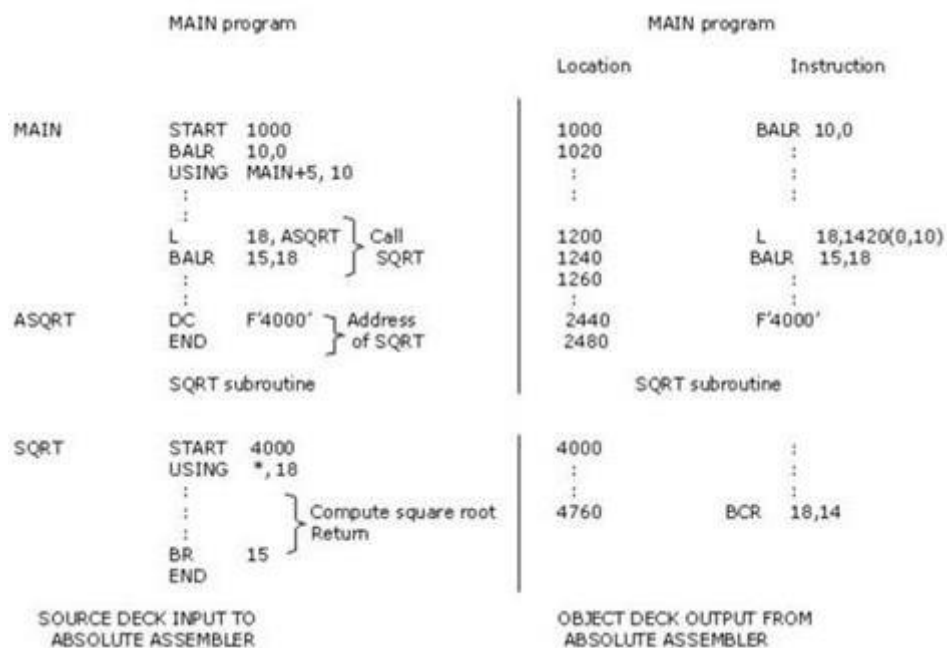 MAIN program
MAIN START 1000
BALR 10,0
USING MAIN+5, 10
:
:
L 18, ASQRT } Call
BALR 15,18 SQRT
:
:
ASQRT DC F'4000' } Address
END of SQRT
SQRT subroutine
SQRT START 4000
USING *, 18
:
: } Compute square root
: Return
:
BR 15
END
SOURCE DECK INPUT TO
ABSOLUTE ASSEMBLER
MAIN program
Location Instruction
1000 BALR 10,0
1020 :
: :
: :
1200 L 18,1420(0,10)
1240 BALR 15,18
1260 :
: :
2440 F'4000'
2480
SQRT subroutine
4000 :
: :
: :
4760 BCR 18,14
OBJECT DECK OUTPUT FROM
ABSOLUTE ASSEMBLER